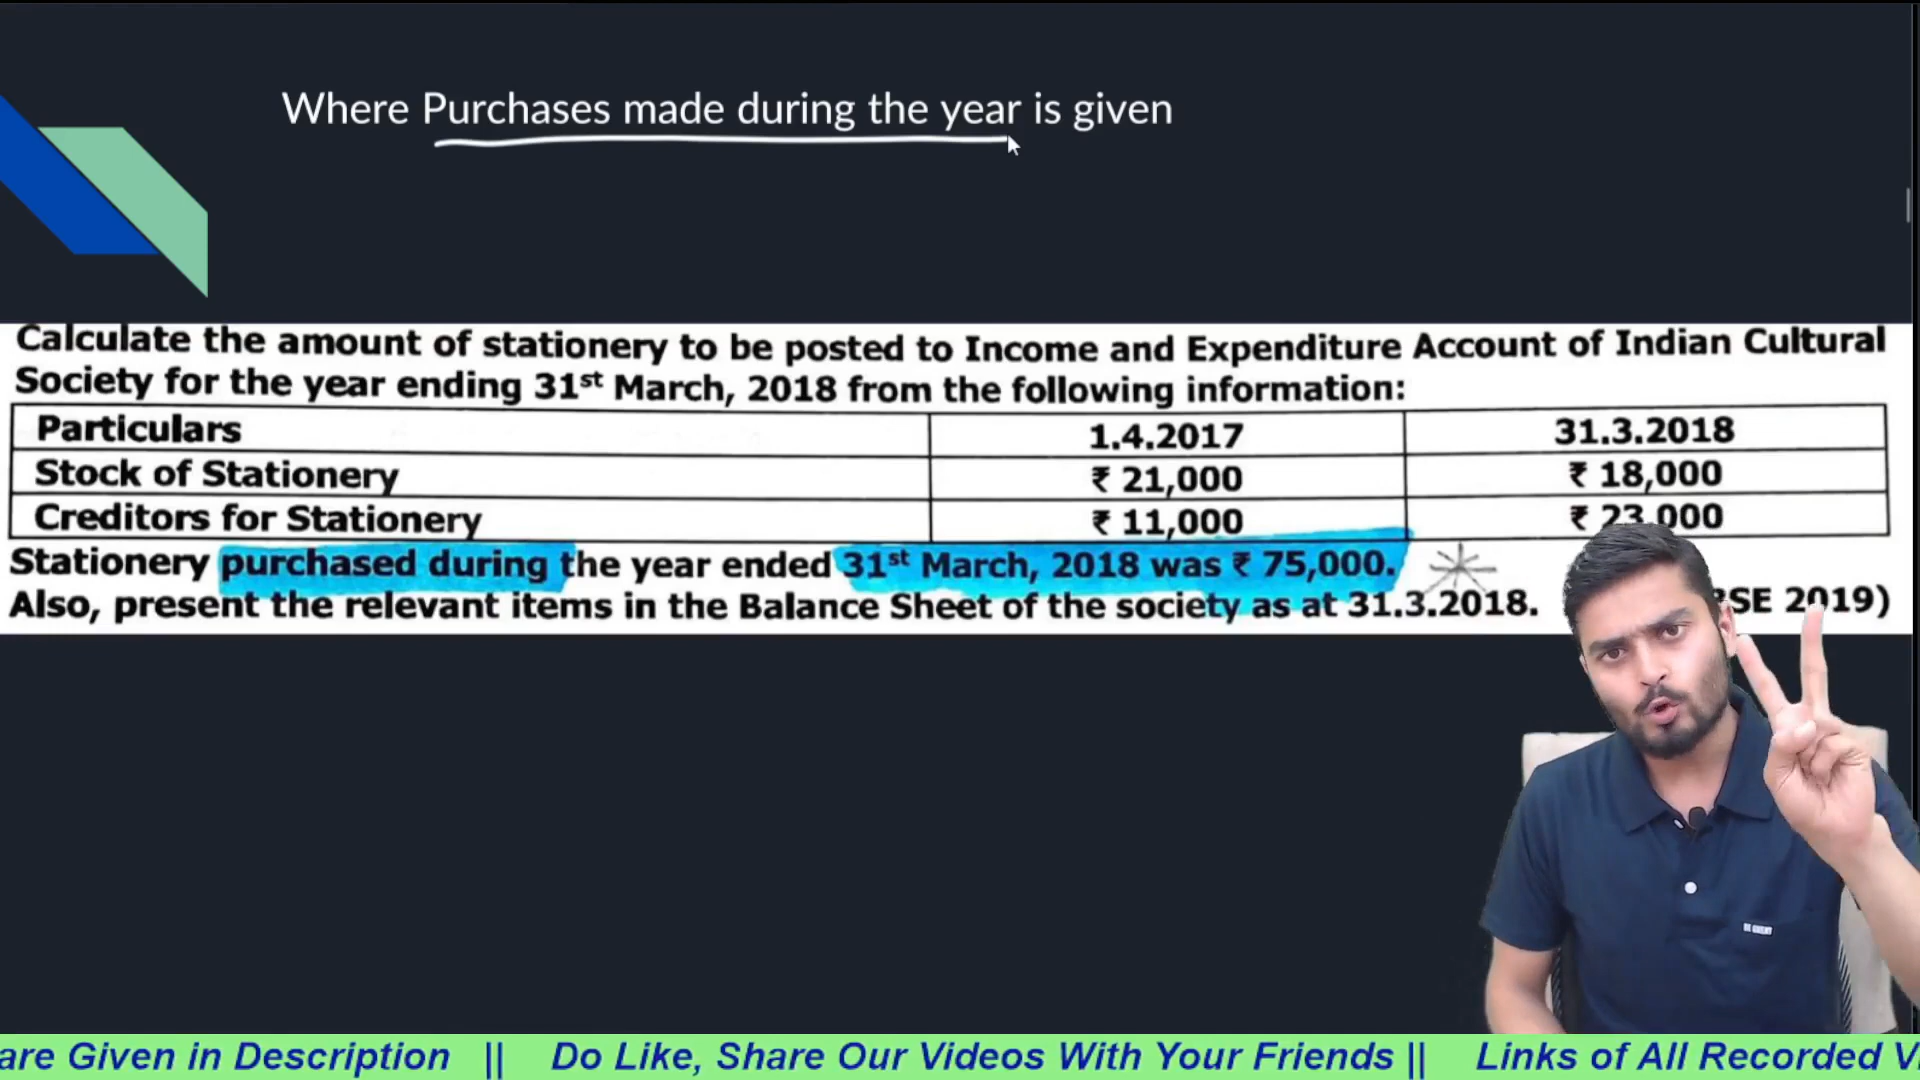 Where Purchases made during the year is given
Calculate the amount of stationery to be posted to Income and Expenditure Account of Indian Cultural
Society for the year ending 31st March, 2018 from the following information:
Particulars 1.4.2017 31.3.2018
Stock of Stationery ₹ 21,000 ₹ 18,000
Creditors for Stationery ₹ 11,000 ₹ 23,000
Stationery purchased during the year ended 31st March, 2018 was ₹ 75,000.
Also, present the relevant items in the Balance Sheet of the society as at 31.3.2018. 2019)
are Given in Description || Do Like, Share Our Videos With Your Friends || Links of All Recorded